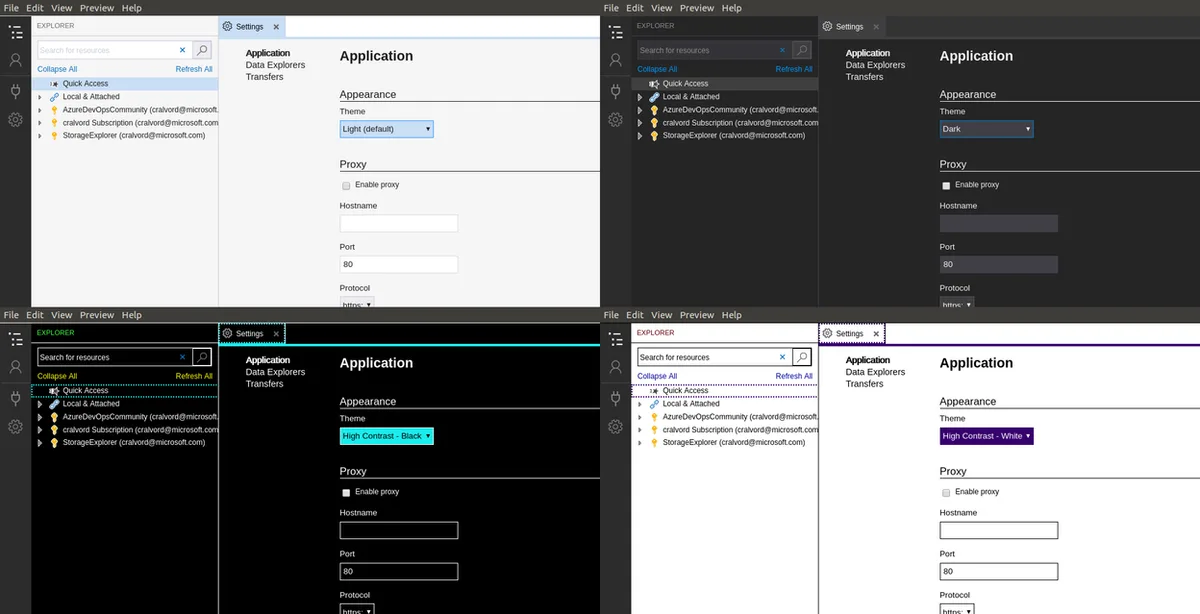 File Edit View Preview Help
EXPLORER
Search for resources
Collapse All Refresh All
Quick Access
Local & Attached
AzureDevOpsCommunity (cralvord@microsoft.
cralvord Subscription (cralvord@microsoft.com
StorageExplorer (cralvord@microsoft.com)
Settings
Application
Data Explorers
Transfers
Application
Appearance
Theme
Light (default)
Proxy
Enable proxy
Hostname
Port
80
Protocol
https:
File Edit View Preview Help
EXPLORER
Search for resources
Collapse All Refresh All
Quick Access
Local & Attached
AzureDevOpsCommunity (cralvord@microsoft.
cralvord Subscription (cralvord@microsoft.com
StorageExplorer (cralvord@microsoft.com)
Settings
Application
Data Explorers
Transfers
Application
Appearance
Theme
Dark
Proxy
Enable proxy
Hostname
Port
80
Protocol
https:
File Edit View Preview Help
EXPLORER
Search for resources
Collapse All Refresh All
Quick Access
Local & Attached
AzureDevOpsCommunity (cralvord@microsoft.
cralvord Subscription (cralvord@microsoft.com
StorageExplorer (cralvord@microsoft.com)
Settings
Application
Data Explorers
Transfers
Application
Appearance
Theme
High Contrast - Black
Proxy
Enable proxy
Hostname
Port
80
Protocol
https:
File Edit View Preview Help
EXPLORER
Search for resources
Collapse All Refresh All
Quick Access
Local & Attached
AzureDevOpsCommunity (cralvord@microsoft.
cralvord Subscription (cralvord@microsoft.com
StorageExplorer (cralvord@microsoft.com)
Settings
Application
Data Explorers
Transfers
Application
Appearance
Theme
High Contrast - White
Proxy
Enable proxy
Hostname
Port
80
Protocol
https: